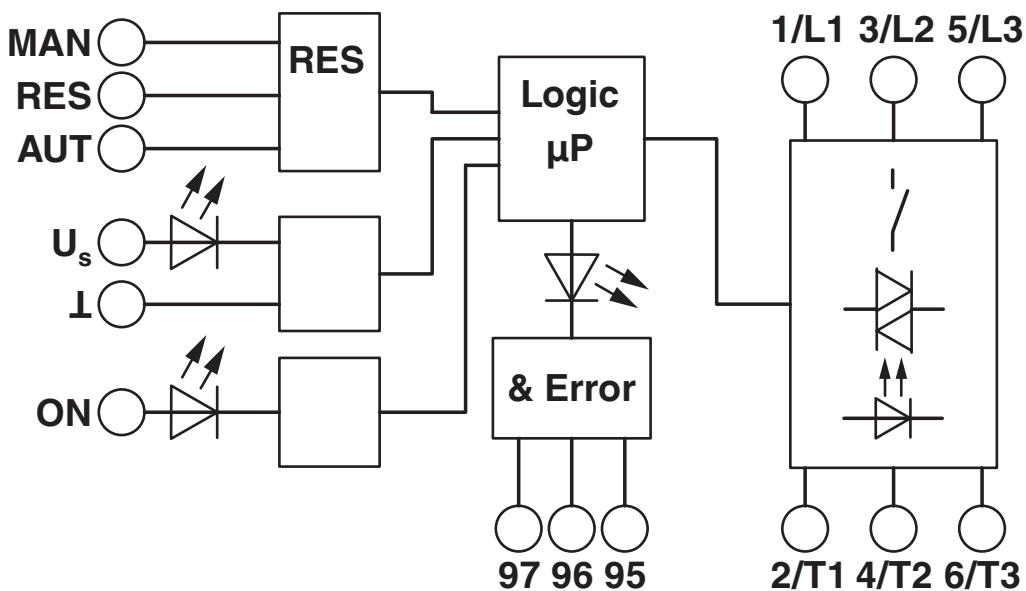 MAN
RES
AUT
RES
Us
⊥
ON
Logic
µP
& Error
97 96 95
1/L1 3/L2 5/L3
2/T1 4/T2 6/T3